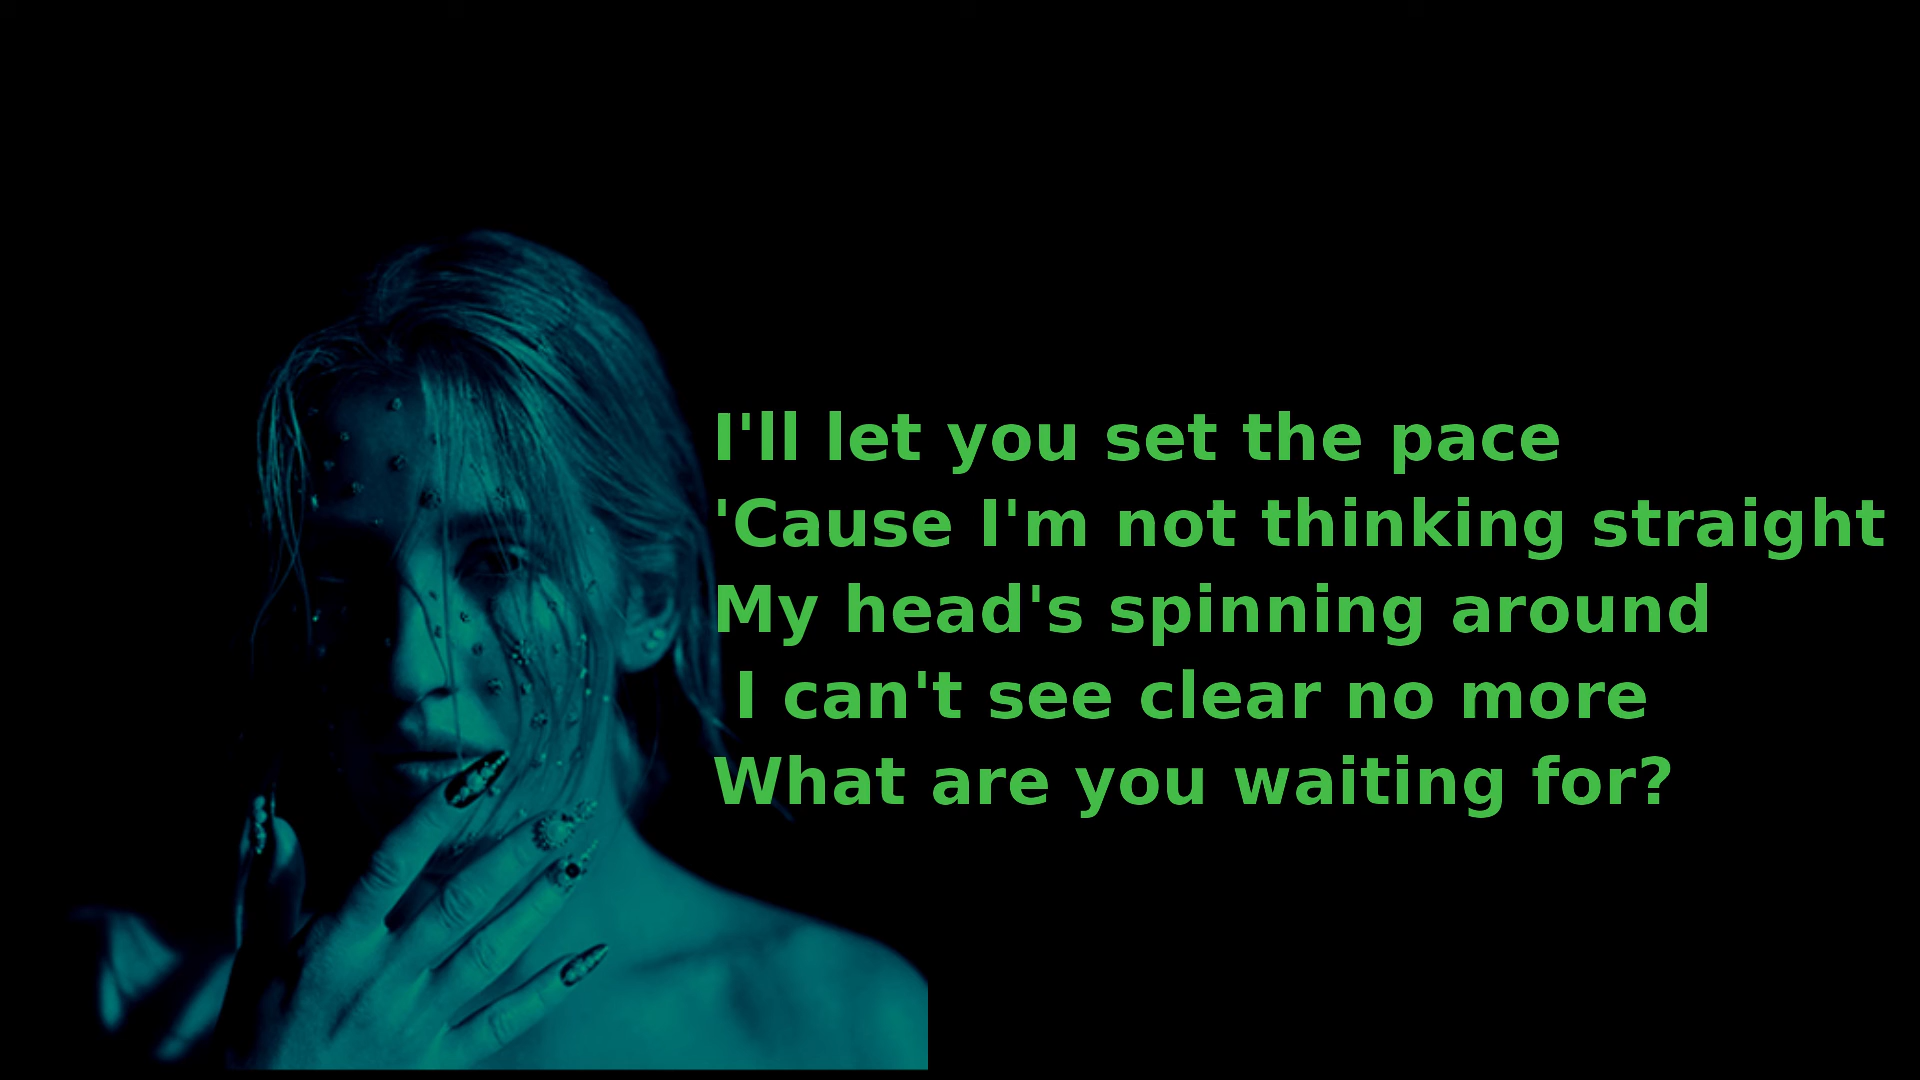 I'll let you set the pace
'Cause I'm not thinking straight
My head's spinning around
I can't see clear no more
What are you waiting for?